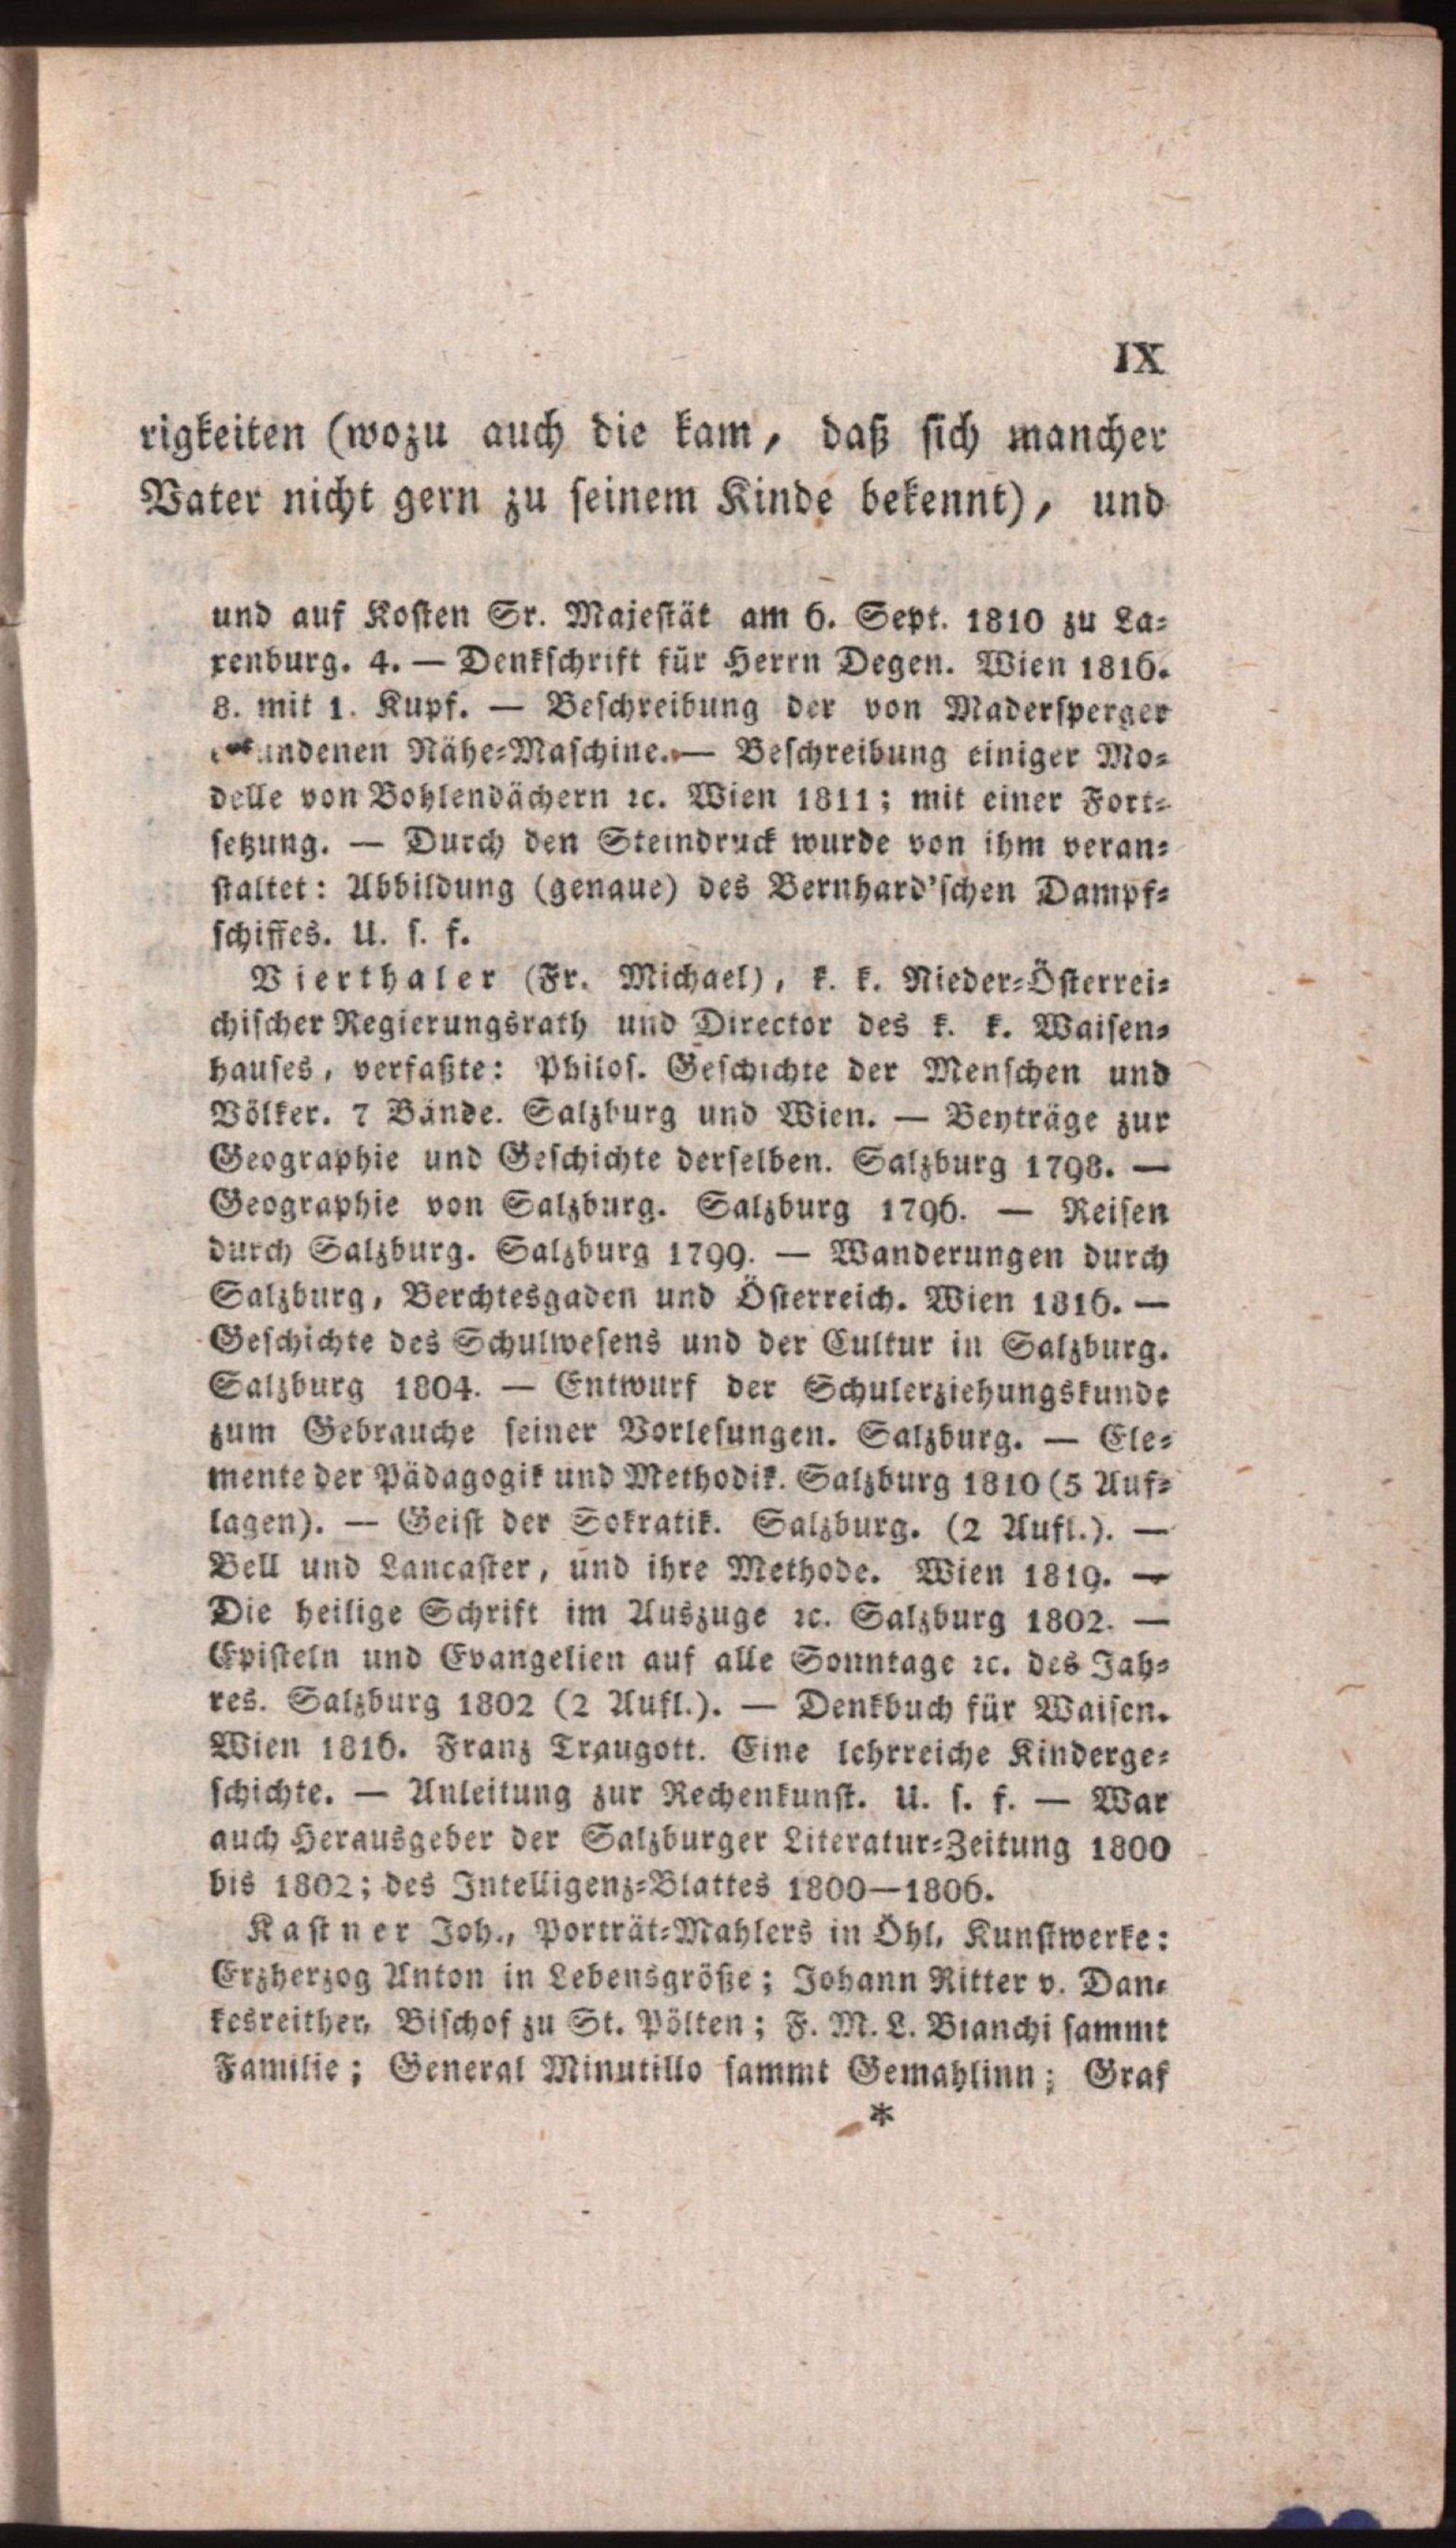 IX
rigkeiten (wozu auch die kam, daß sich mancher
Vater nicht gern zu seinem Kinde bekennt), und
und auf Kosten Sr. Majestät am 6. Sept. 1810 zu La=
xenburg. 4. — Denkschrift für Herrn Degen. Wien 1816.
8. mit 1. Kupf. — Beschreibung der von Madersperger
Nähe=Maschine. — Beschreibung einiger Mo=
delle von Bohlendächern ꝛc. Wien 1811; mit einer Fort=
setzung. — Durch den Steindruck wurde von ihm veran=
staltet: Abbildung (genaue) des Bernhard'schen Dampf=
schiffes. U. s. f.
Vierthaler (Fr. Michael), k. k. Nieder=Österrei=
chischer Regierungsrath und Director des k. k. Waisen=
hauses, verfaßte: Philos. Geschichte der Menschen und
Völker. 7 Bände. Salzburg und Wien. — Beyträge zur
Geographie und Geschichte derselben. Salzburg 1798. —
Geographie von Salzburg. Salzburg 1796. — Reisen
durch Salzburg. Salzburg 1799. — Wanderungen durch
Salzburg, Berchtesgaden und Österreich. Wien 1816. —
Geschichte des Schulwesens und der Cultur in Salzburg.
Salzburg 1804. — Entwurf der Schulerziehungskunde
zum Gebrauche seiner Vorlesungen. Salzburg. — Ele=
mente der Pädagogik und Methodik. Salzburg 1810 (5 Auf=
lagen). — Geist der Sokratik. Salzburg. (2 Aufl.). —
Bell und Lancaster, und ihre Methode. Wien 1819. —
Die heilige Schrift im Auszuge ꝛc. Salzburg 1802. —
Episteln und Evangelien auf alle Sonntage ꝛc. des Jah=
res. Salzburg 1802 (2 Aufl.). — Denkbuch für Waisen.
Wien 1816. Franz Traugott. Eine lehrreiche Kinderge=
schichte. — Anleitung zur Rechenkunst. U. s. f. — War
auch Herausgeber der Salzburger Literatur=Zeitung 1800
bis 1802; des Intelligenz=Blattes 1800—1806.
Kastner Joh., Porträt=Mahlers in Öhl, Kunstwerke:
Erzherzog Anton in Lebensgröße; Johann Ritter v. Dan=
kesreither, Bischof zu St. Pölten; F. M. L. Bianchi sammt
Familie; General Minutillo sammt Gemahlinn; Graf
*